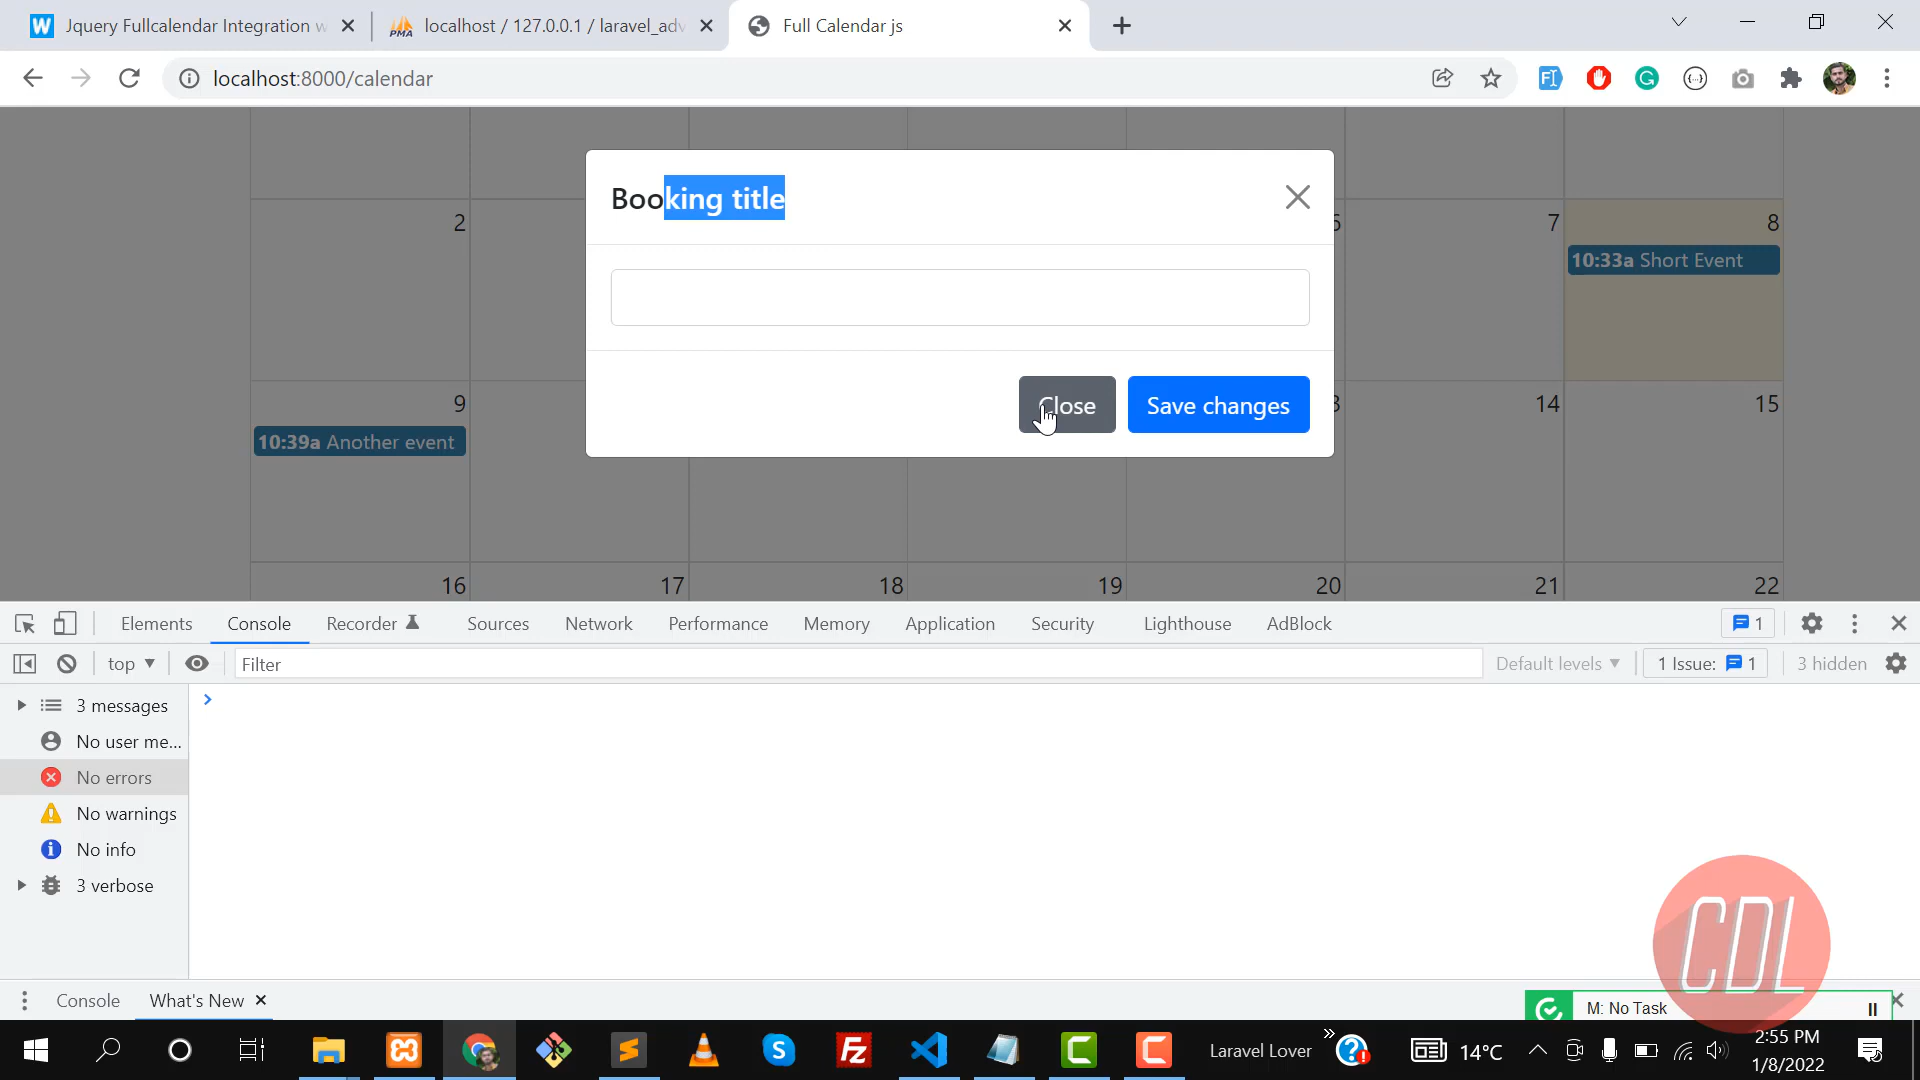 Jquery Fullcalendar Integration w
localhost / 127.0.0.1 / laravel_adv
Full Calendar js
localhost:8000/calendar
Booking title
2
6
7
8
10:33a Short Event
Close
Save changes
9
13
14
15
10:39a Another event
16
17
18
19
20
21
22
Elements
Console
Recorder
Sources
Network
Performance
Memory
Application
Security
Lighthouse
AdBlock
1
top
Filter
Default levels
1 Issue: 1
3 hidden
3 messages
No user me...
No errors
No warnings
No info
3 verbose
CDL
Console
What's New
M: No Task
Laravel Lover
14°C
2:55 PM
1/8/2022